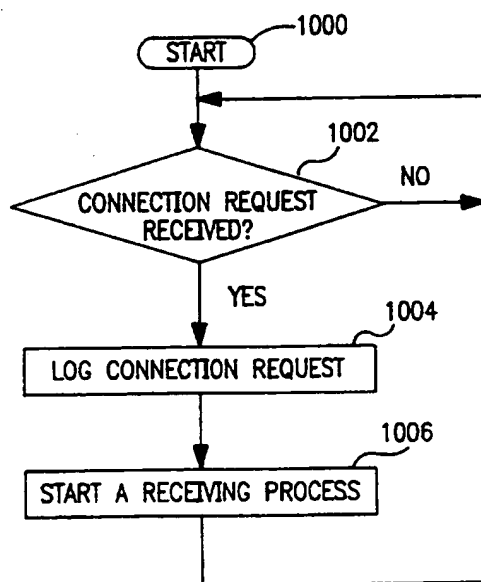 START
1000
1002
CONNECTION REQUEST
RECEIVED?
NO
YES
1004
LOG CONNECTION REQUEST
1006
START A RECEIVING PROCESS